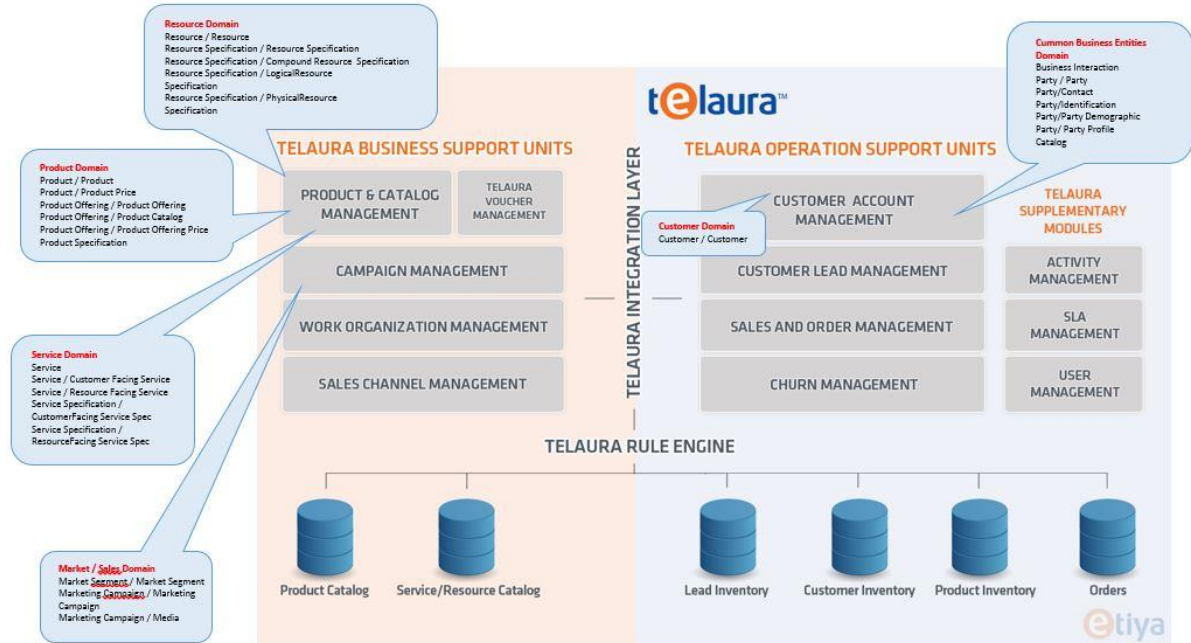 Resource Domain
Resource / Resource
Resource Specification / Resource Specification
Resource Specification / Compound Resource Specification
Resource Specification / LogicalResource
Specification
Resource Specification / PhysicalResource
Specification
Cummon Business Entities
Domain
Business Interaction
Party / Party
Party/Contact
Party/Identification
Party/Party Demographic
Party/ Party Profile
Catalog
telaura™
TELAURA BUSINESS SUPPORT UNITS
TELAURA OPERATION SUPPORT UNITS
Product Domain
Product / Product
Product / Product Price
Product Offering / Product Offering
Product Offering / Product Catalog
Product Offering / Product Offering Price
Product Specification
PRODUCT & CATALOG
MANAGEMENT
TELAURA
VOUCHER
MANAGEMENT
TELAURA INTEGRATION LAYER
CUSTOMER ACCOUNT
MANAGEMENT
Customer Domain
Customer / Customer
TELAURA
SUPPLEMENTARY
MODULES
CAMPAIGN MANAGEMENT
CUSTOMER LEAD MANAGEMENT
ACTIVITY
MANAGEMENT
WORK ORGANIZATION MANAGEMENT
SALES AND ORDER MANAGEMENT
SLA
MANAGEMENT
SALES CHANNEL MANAGEMENT
CHURN MANAGEMENT
USER
MANAGEMENT
Service Domain
Service
Service / Customer Facing Service
Service / Resource Facing Service
Service Specification /
CustomerFacing Service Spec
Service Specification /
ResourceFacing Service Spec
TELAURA RULE ENGINE
Market / Sales Domain
Market Segment / Market Segment
Marketing Campaign / Marketing
Campaign
Marketing Campaign / Media
Product Catalog
Service/Resource Catalog
Lead Inventory
Customer Inventory
Product Inventory
Orders
etiya